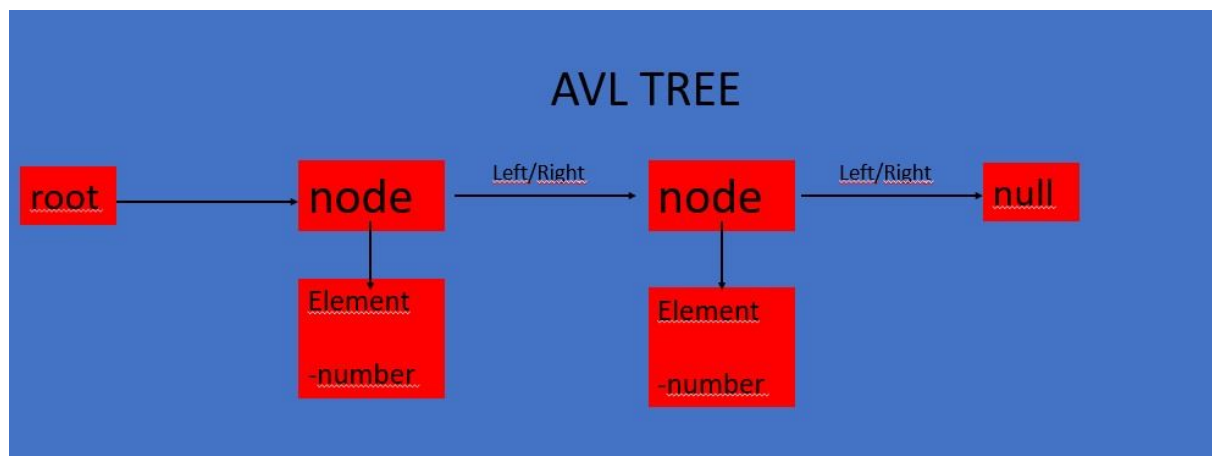 AVL TREE
root
node
Left/Right
node
Left/Right
null
Element
-number
Element
-number